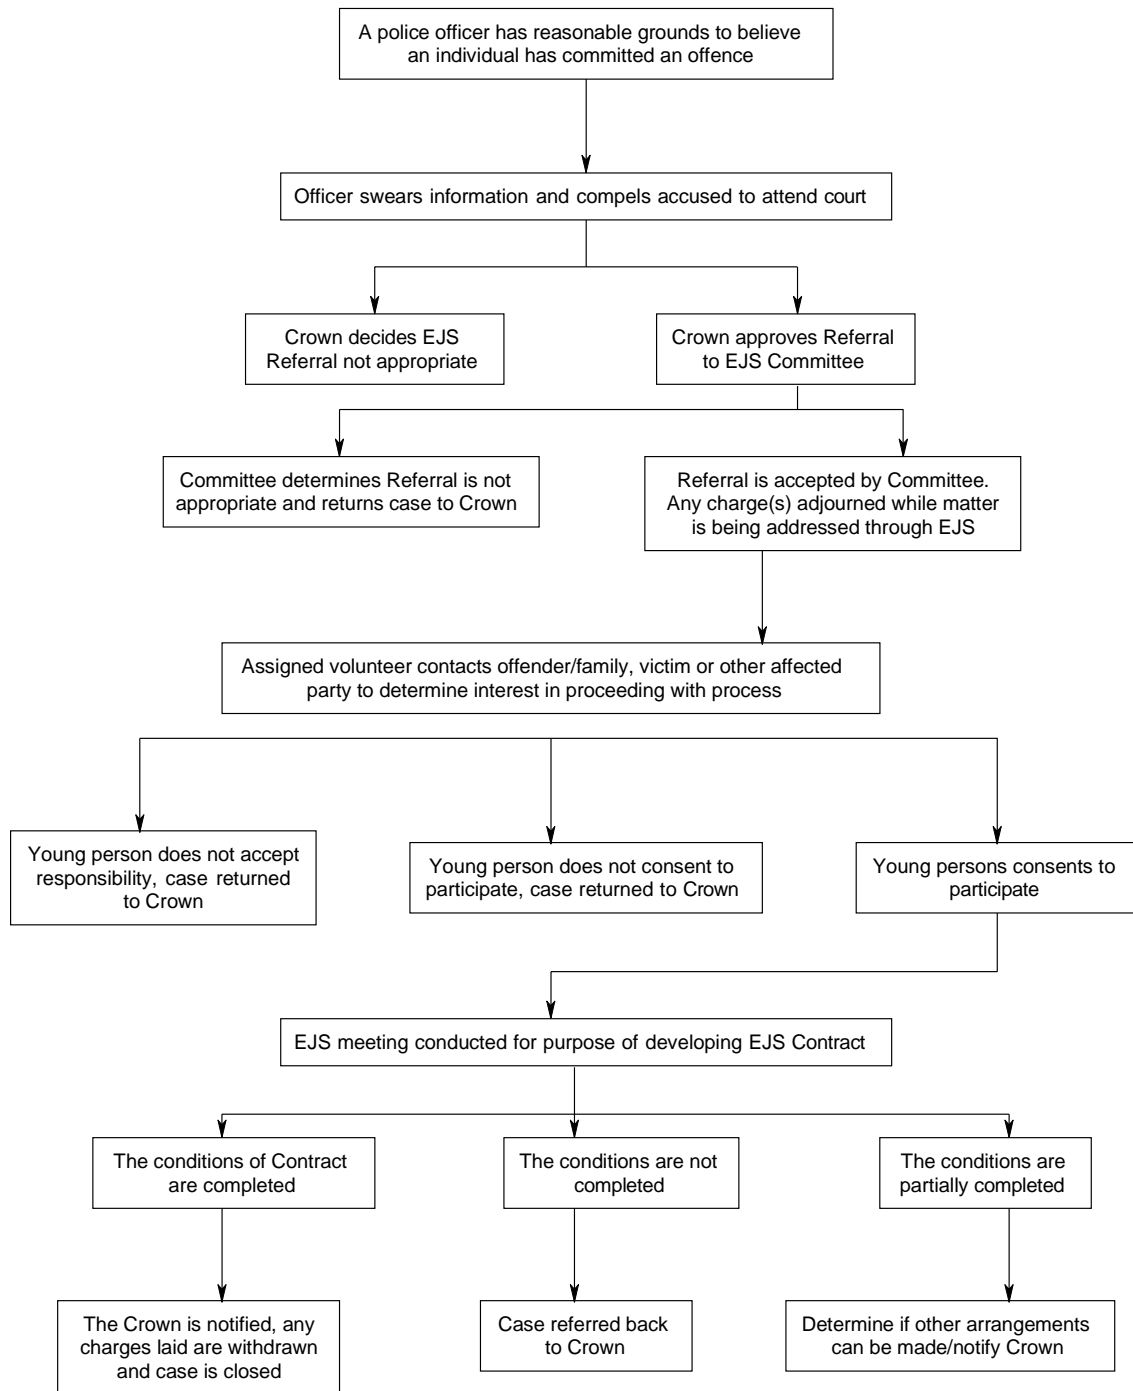 A police officer has reasonable grounds to believe
an individual has committed an offence
Officer swears information and compels accused to attend court
Crown decides EJS
Referral not appropriate
Crown approves Referral
to EJS Committee
Committee determines Referral is not
appropriate and returns case to Crown
Referral is accepted by Committee.
Any charge(s) adjourned while matter
is being addressed through EJS
Assigned volunteer contacts offender/family, victim or other affected
party to determine interest in proceeding with process
Young person does not accept
responsibility, case returned
to Crown
Young person does not consent to
participate, case returned to Crown
Young persons consents to
participate
EJS meeting conducted for purpose of developing EJS Contract
The conditions of Contract
are completed
The conditions are not
completed
The conditions are
partially completed
The Crown is notified, any
charges laid are withdrawn
and case is closed
Case referred back
to Crown
Determine if other arrangements
can be made/notify Crown